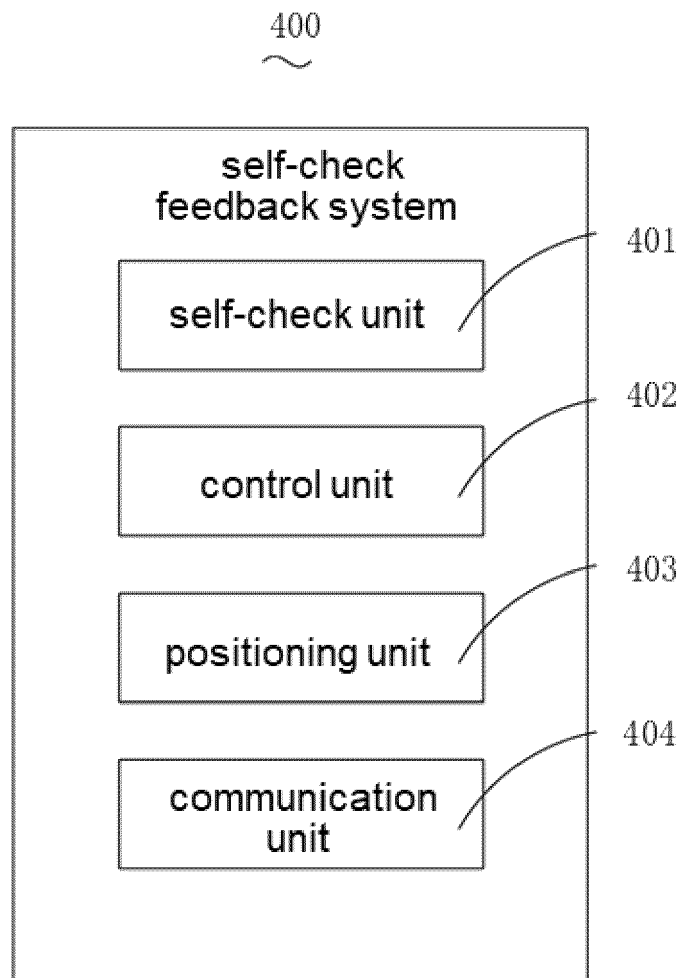 400
self-check
feedback system
401
self-check unit
402
control unit
403
positioning unit
404
communication
unit